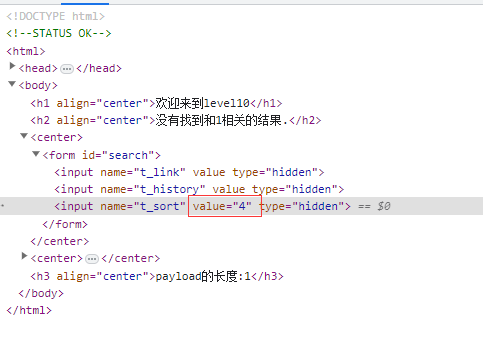 <!DOCTYPE html>
<!--STATUS OK-->
<html>
<head>…</head>
<body>
<h1 align="center">欢迎来到level10</h1>
<h2 align="center">没有找到和1相关的结果.</h2>
<center>
<form id="search">
<input name="t_link" value type="hidden">
<input name="t_history" value type="hidden">
<input name="t_sort" value="4" type="hidden"> == $0
</form>
</center>
<center>…</center>
<h3 align="center">payload的长度:1</h3>
</body>
</html>